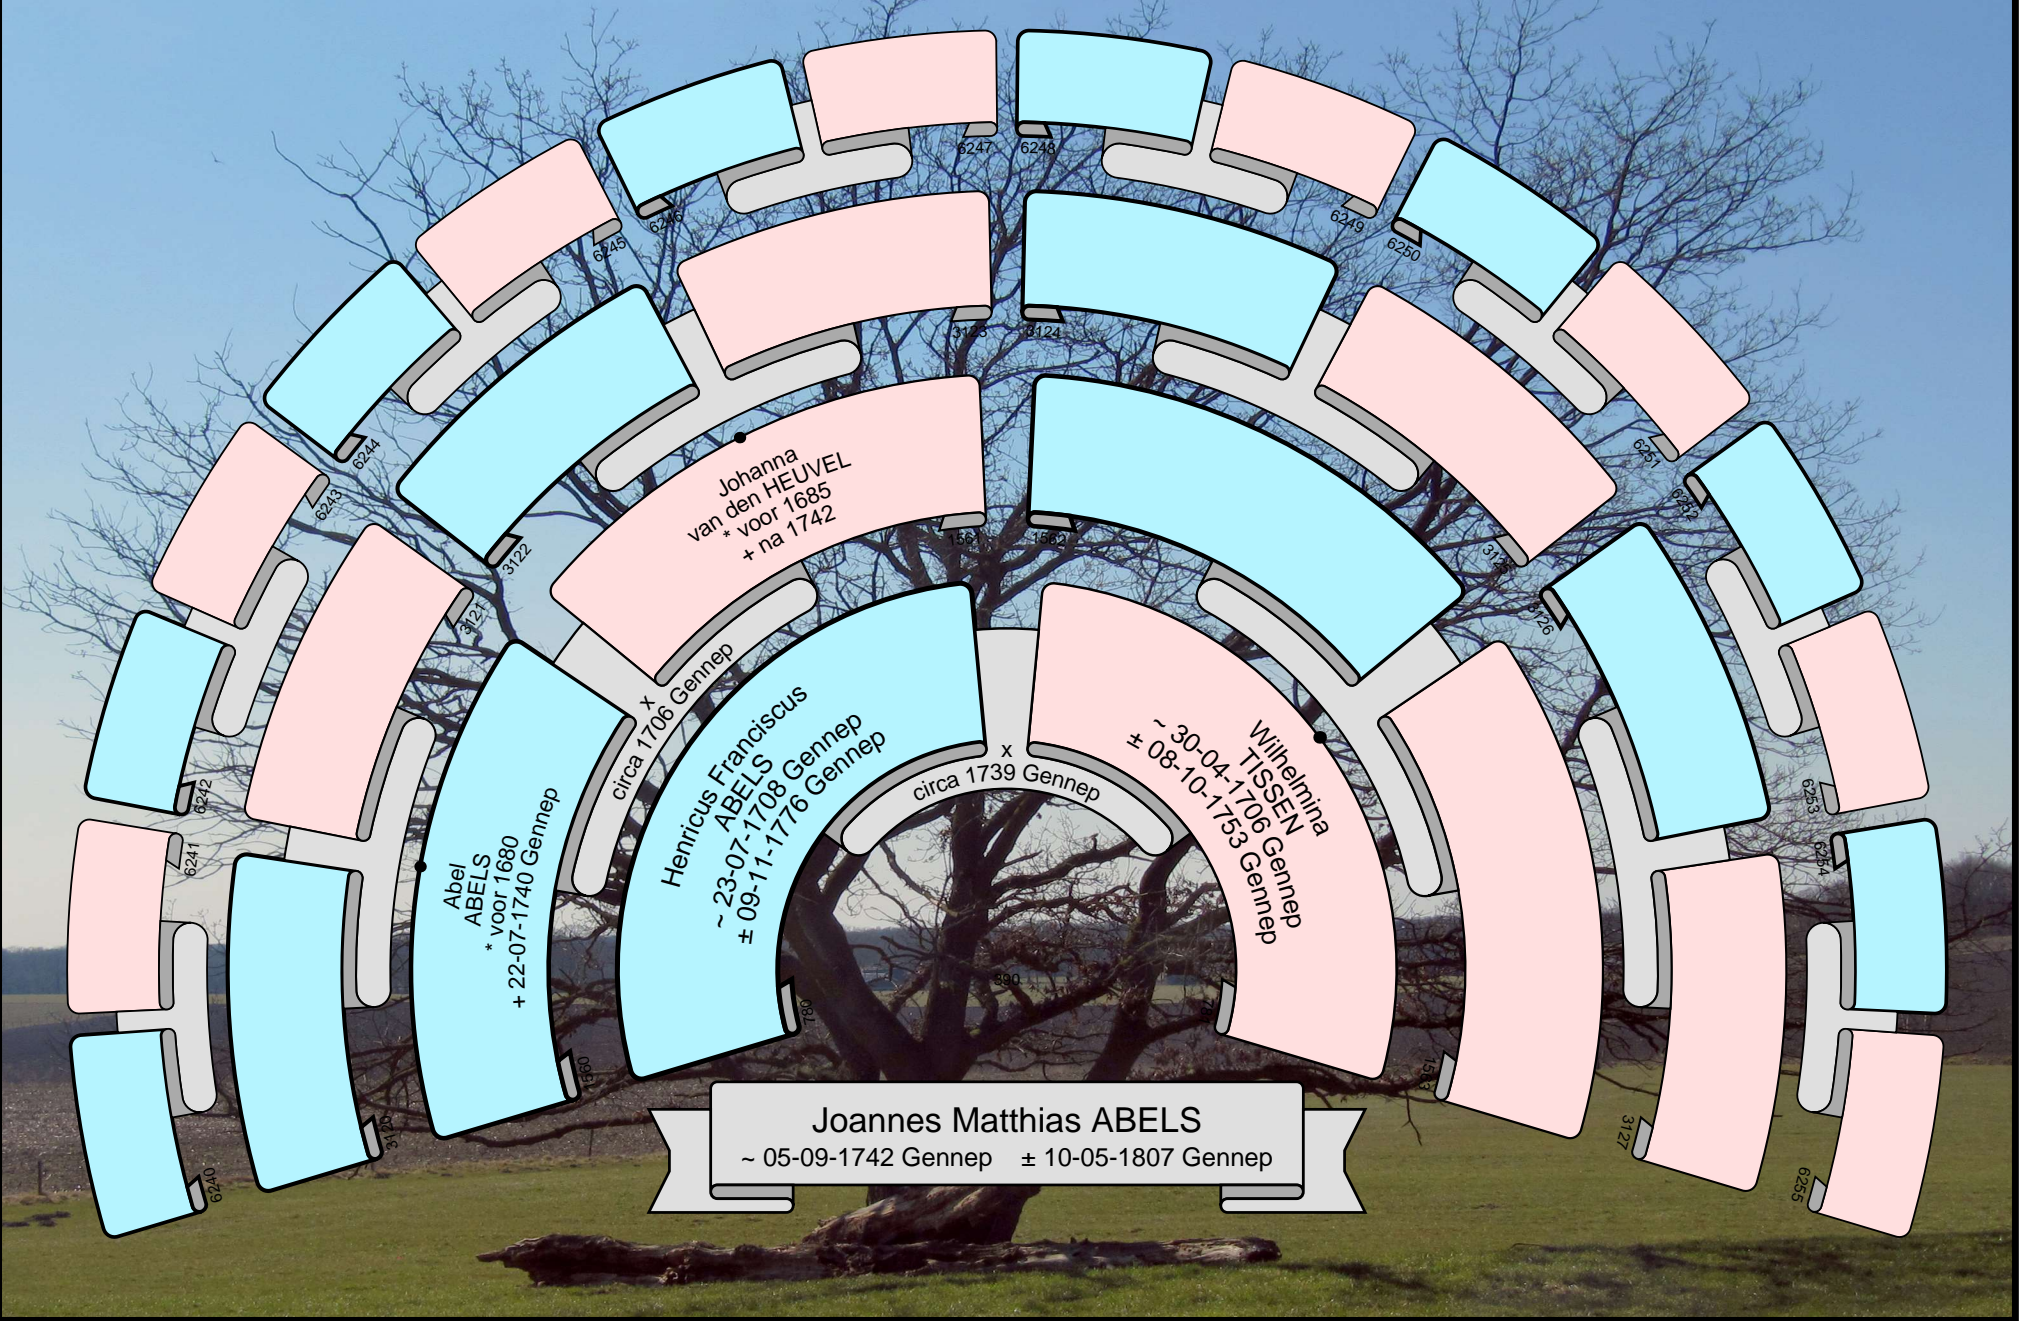 6247
6248
6246
6249
6245
6250
3123
3124
6244
6251
Johanna
van den HEUVEL
* voor 1685
+ na 1742
6243
6252
1561
1562
3122
3125
3121
3126
x
circa 1706 Gennep
Henricus Franciscus
ABELS
~ 23-07-1708 Gennep
± 09-11-1776 Gennep
x
circa 1739 Gennep
Wilhelmina
TISSEN
~ 30-04-1706 Gennep
± 08-10-1753 Gennep
6242
6253
6241
6254
Abel
ABELS
* voor 1680
+ 22-07-1740 Gennep
390
780
1560
1563
3120
3127
6240
6255
Joannes Matthias ABELS
~ 05-09-1742 Gennep ± 10-05-1807 Gennep